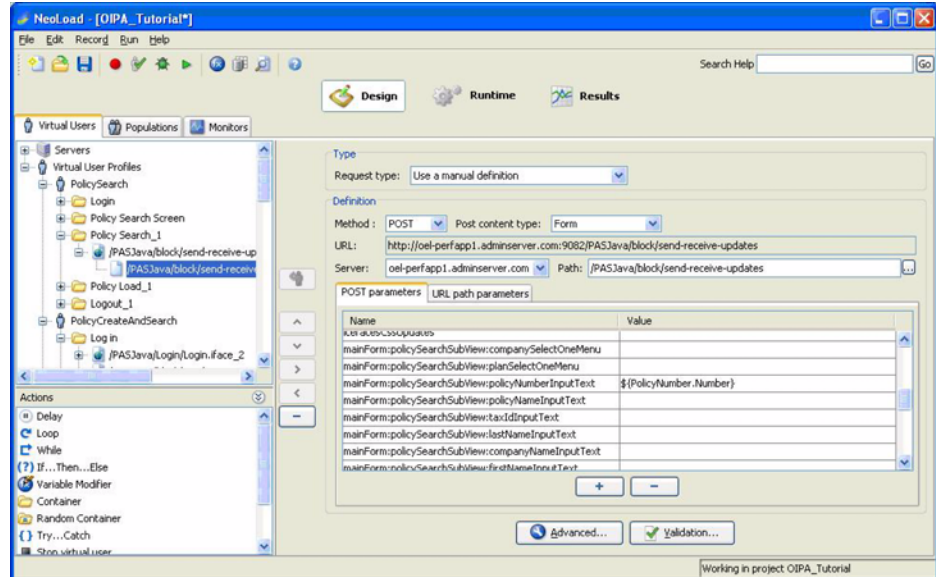 NeoLoad - [OIPA_Tutorial*]
File Edit Record Run Help
Search Help Go
Design Runtime Results
Virtual Users Populations Monitors
Servers
Virtual User Profiles
PolicySearch
Login
Policy Search Screen
Policy Search_1
/PASJava/block/send-receive-up
/PASJava/block/send-receive
Policy Load_1
Logout_1
PolicyCreateAndSearch
Log in
/PASJava/Login/Login.iface_2
Actions
Delay
Loop
While
(?) If...Then...Else
Variable Modifier
Container
Random Container
{} Try...Catch
Stop virtual user
Type
Request type: Use a manual definition
Definition
Method : POST Post content type: Form
URL: http://oel-perfapp1.adminserver.com:9082/PASJava/block/send-receive-updates
Server: oel-perfapp1.adminserver.com Path: /PASJava/block/send-receive-updates ...
POST parameters URL path parameters
Name Value
icefacesCssUpdates
mainForm:policySearchSubView:companySelectOneMenu
mainForm:policySearchSubView:planSelectOneMenu
mainForm:policySearchSubView:policyNumberInputText ${PolicyNumber.Number}
mainForm:policySearchSubView:policyNameInputText
mainForm:policySearchSubView:taxIdInputText
mainForm:policySearchSubView:lastNameInputText
mainForm:policySearchSubView:companyNameInputText
mainForm:policySearchSubView:firstNameInputText
+ -
Advanced... Validation...
Working in project OIPA_Tutorial